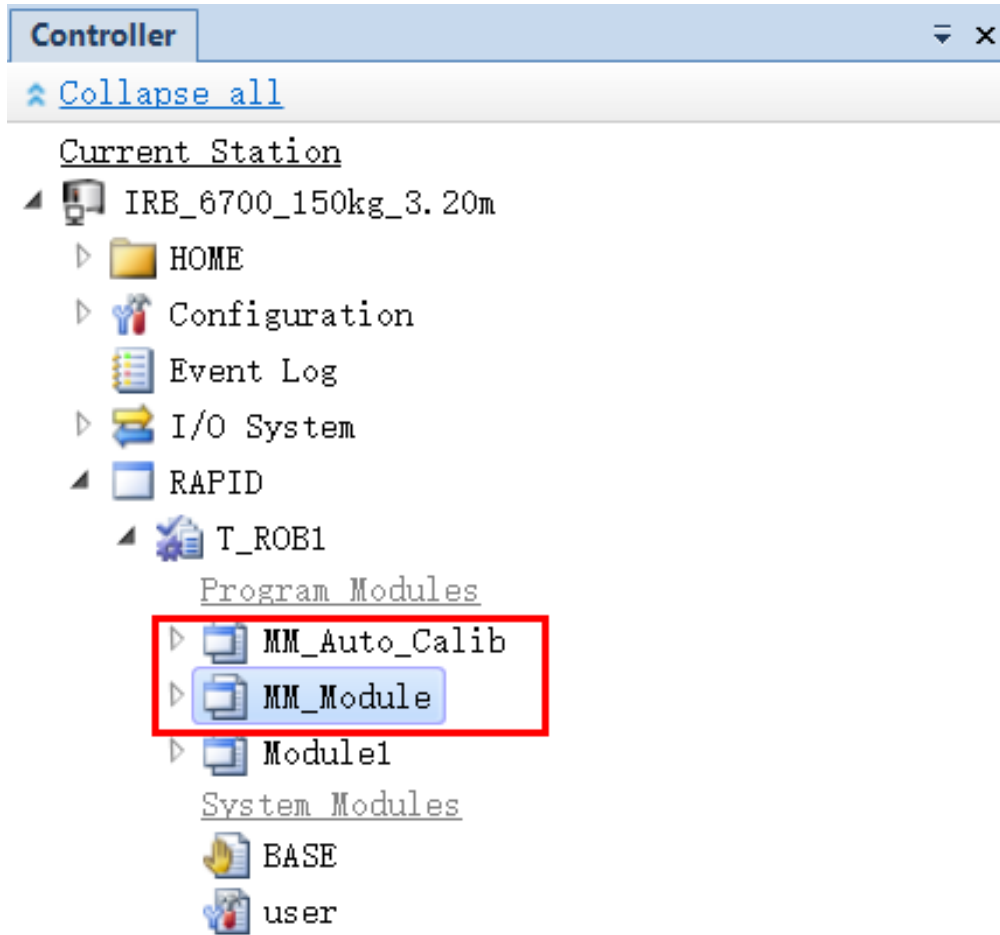 Controller
Collapse all
Current Station
IRB_6700_150kg_3.20m
HOME
Configuration
Event Log
I/O System
RAPID
T_ROB1
Program Modules
MM_Auto_Calib
MM_Module
Module1
System Modules
BASE
user